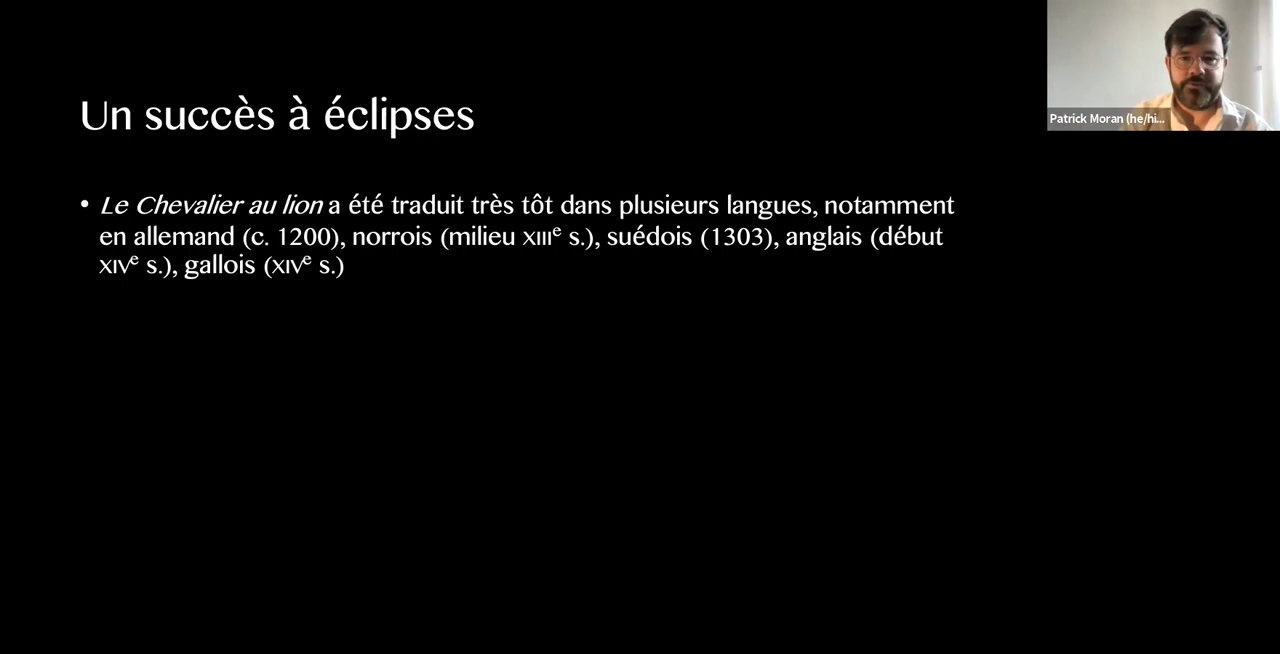 Un succès à éclipses
• Le Chevalier au lion a été traduit très tôt dans plusieurs langues, notamment
en allemand (c. 1200), norrois (milieu XIIIe s.), suédois (1303), anglais (début
XIVe s.), gallois (XIVe s.)
Patrick Moran (he/hi...